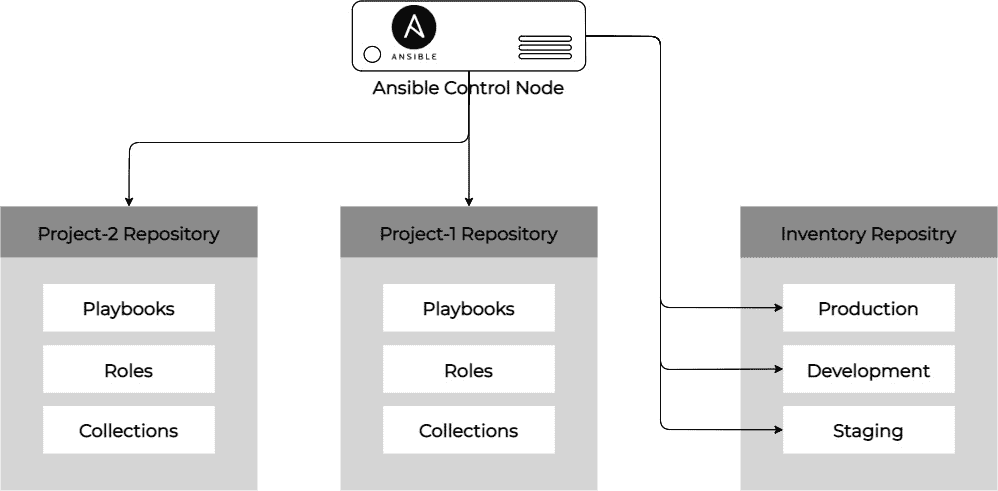 ANSIBLE
Ansible Control Node
Project-2 Repository
Playbooks
Roles
Collections
Project-1 Repository
Playbooks
Roles
Collections
Inventory Repositry
Production
Development
Staging